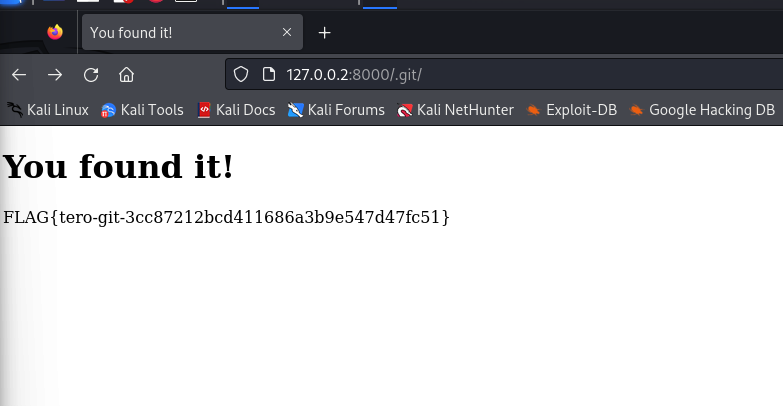 You found it!
127.0.0.2:8000/.git/
Kali Linux Kali Tools Kali Docs Kali Forums Kali NetHunter Exploit-DB Google Hacking DB
You found it!
FLAG{tero-git-3cc87212bcd411686a3b9e547d47fc51}